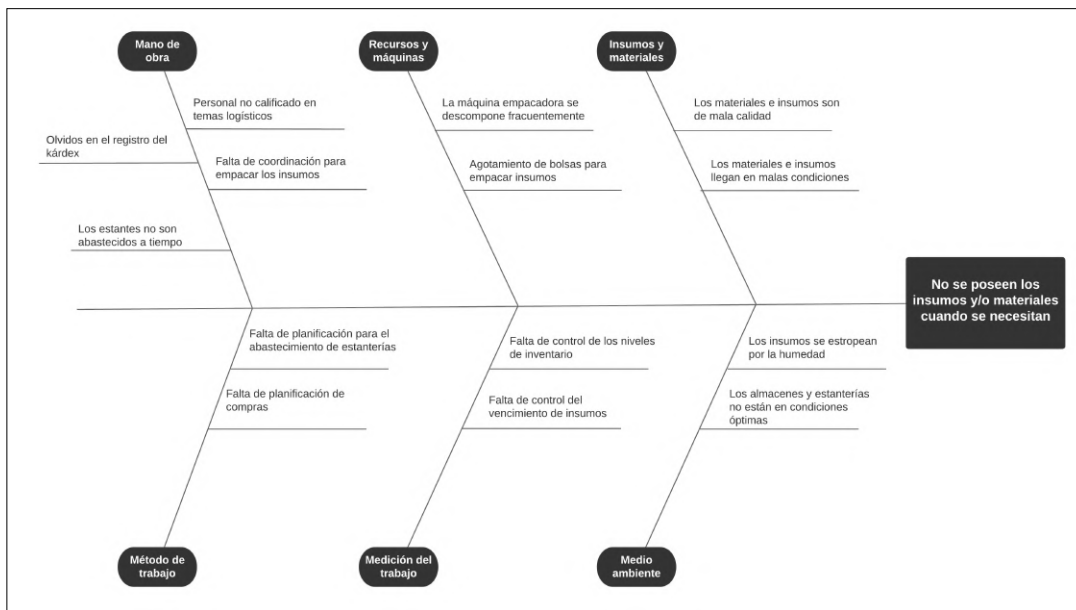 Mano de
obra
Recursos y
máquinas
Insumos y
materiales
Personal no calificado en
temas logísticos
Olvidos en el registro del
kárdex
Falta de coordinación para
empacar los insumos
Los estantes no son
abastecidos a tiempo
La máquina empacadora se
descompone fracuentemente
Agotamiento de bolsas para
empacar insumos
Los materiales e insumos son
de mala calidad
Los materiales e insumos
llegan en malas condiciones
No se poseen los
insumos y/o materiales
cuando se necesitan
Falta de planificación para el
abastecimiento de estanterías
Falta de planificación de
compras
Falta de control de los niveles
de inventario
Falta de control del
vencimiento de insumos
Los insumos se estropean
por la humedad
Los almacenes y estanterías
no están en condiciones
óptimas
Método de
trabajo
Medición del
trabajo
Medio
ambiente